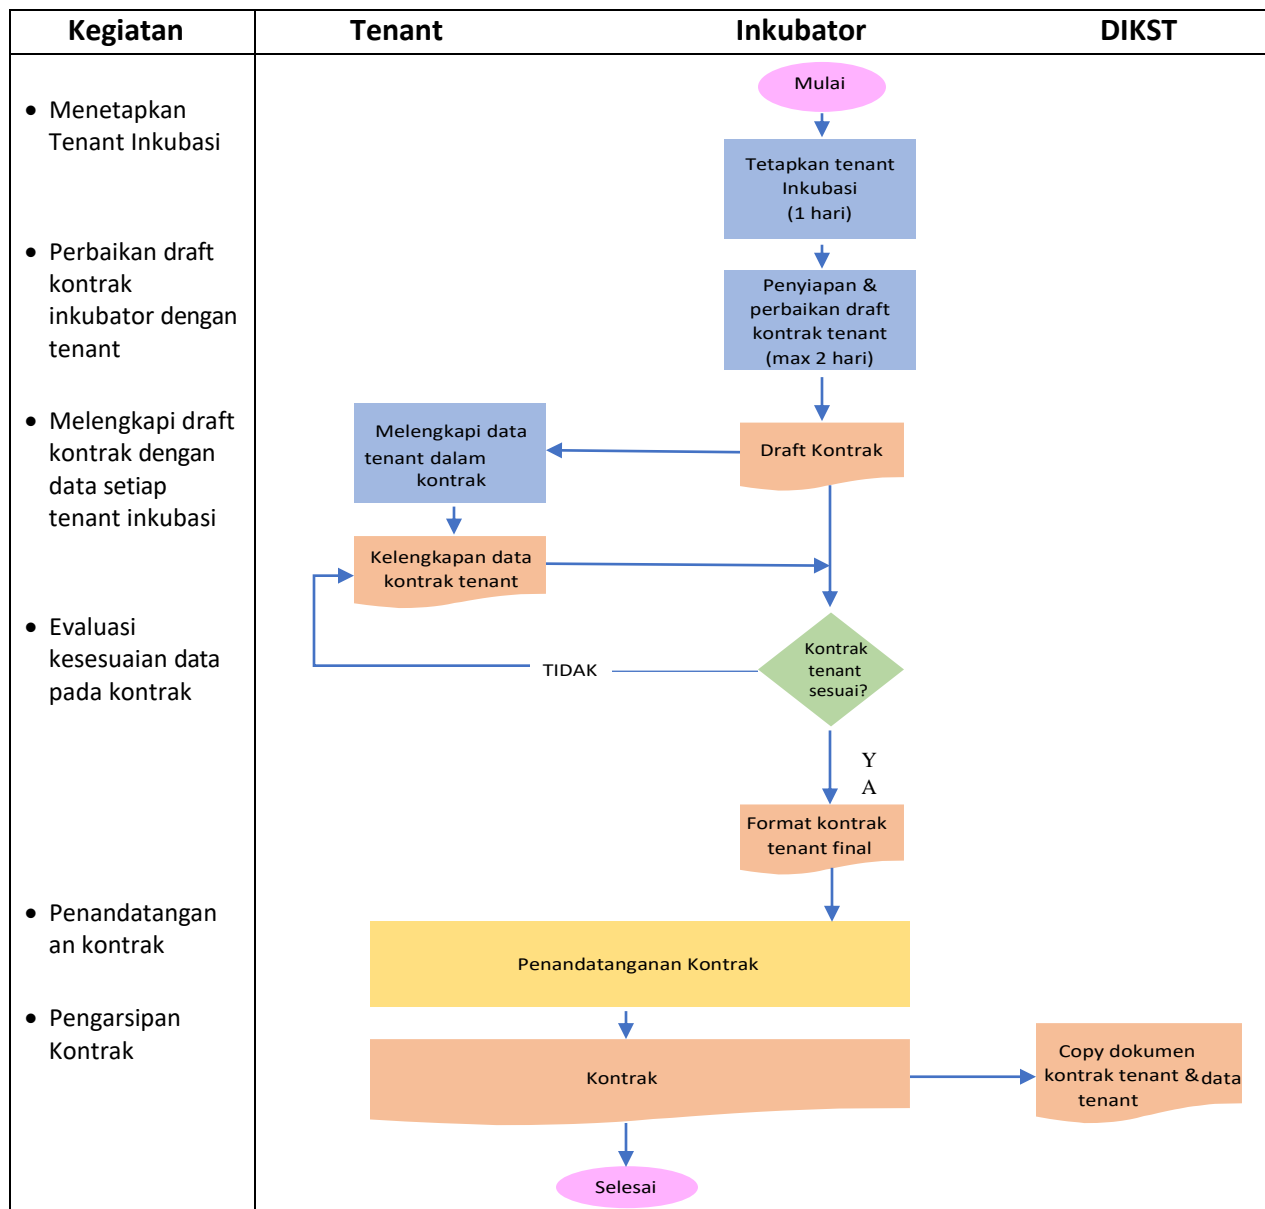 Kegiatan
Tenant
Inkubator
DIKST
• Menetapkan
Tenant Inkubasi
• Perbaikan draft
kontrak
inkubator dengan
tenant
• Melengkapi draft
kontrak dengan
data setiap
tenant inkubasi
• Evaluasi
kesesuaian data
pada kontrak
• Penandatangan
an kontrak
• Pengarsipan
Kontrak
Mulai
Tetapkan tenant
Inkubasi
(1 hari)
Penyiapan &
perbaikan draft
kontrak tenant
(max 2 hari)
Draft Kontrak
Melengkapi data
tenant dalam
kontrak
Kelengkapan data
kontrak tenant
Kontrak
tenant
sesuai?
TIDAK
Y
A
Format kontrak
tenant final
Penandatanganan Kontrak
Kontrak
Copy dokumen
kontrak tenant & data
tenant
Selesai